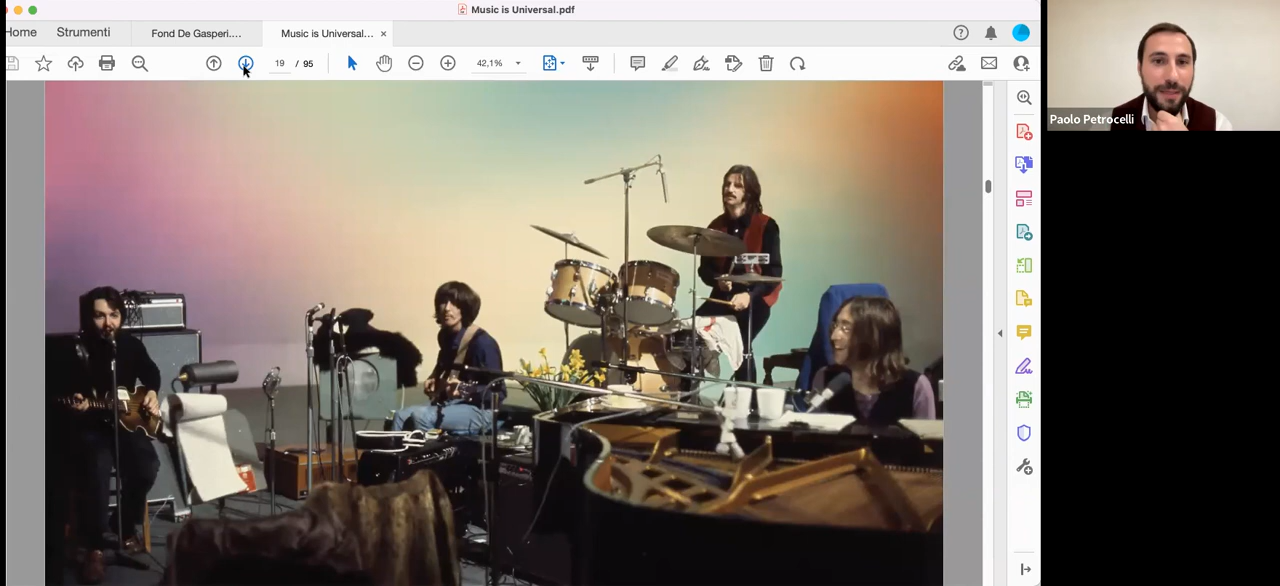 Music is Universal.pdf
Home
Strumenti
Fond De Gasperi....
Music is Universal... ×
19 / 95
42,1%
Paolo Petrocelli